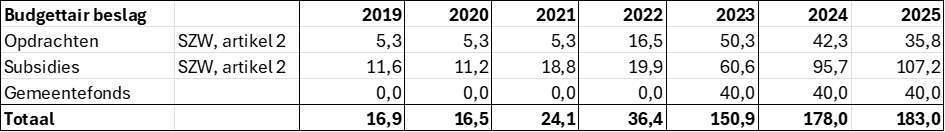 Budgettair beslag 2019 2020 2021 2022 2023 2024 2025
Opdrachten SZW, artikel 2 5,3 5,3 5,3 16,5 50,3 42,3 35,8
Subsidies SZW, artikel 2 11,6 11,2 18,8 19,9 60,6 95,7 107,2
Gemeentefonds 0,0 0,0 0,0 0,0 40,0 40,0 40,0
Totaal 16,9 16,5 24,1 36,4 150,9 178,0 183,0